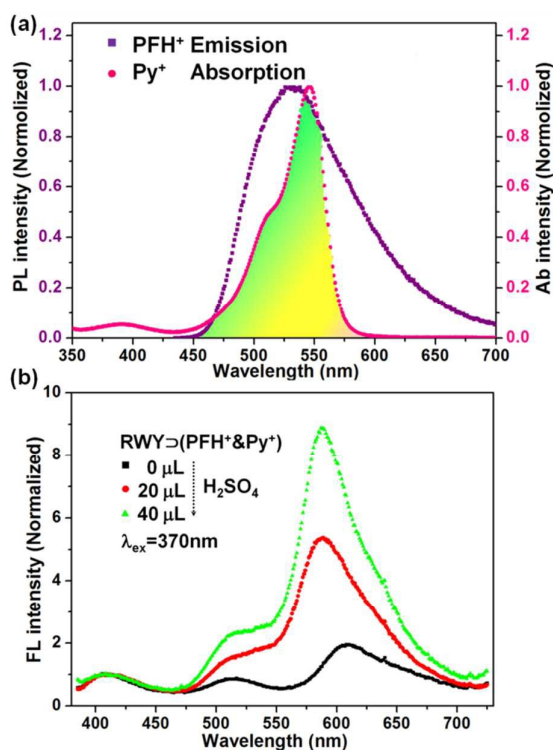 (a)
1.2
1.0
0.8
0.6
0.4
0.2
0.0
PL intensity (Normolized)
PFH⁺ Emission
Py⁺ Absorption
1.2
1.0
0.8
0.6
0.4
0.2
0.0
Ab intensity (Normolized)
350 400 450 500 550 600 650 700
Wavelength (nm)
(b)
10
8
6
4
2
0
FL intensity (Normalized)
RWY⊃(PFH⁺&Py⁺)
0 μL
20 μL
40 μL
H₂SO₄
λₑₓ=370nm
400 450 500 550 600 650 700
Wavelength (nm)